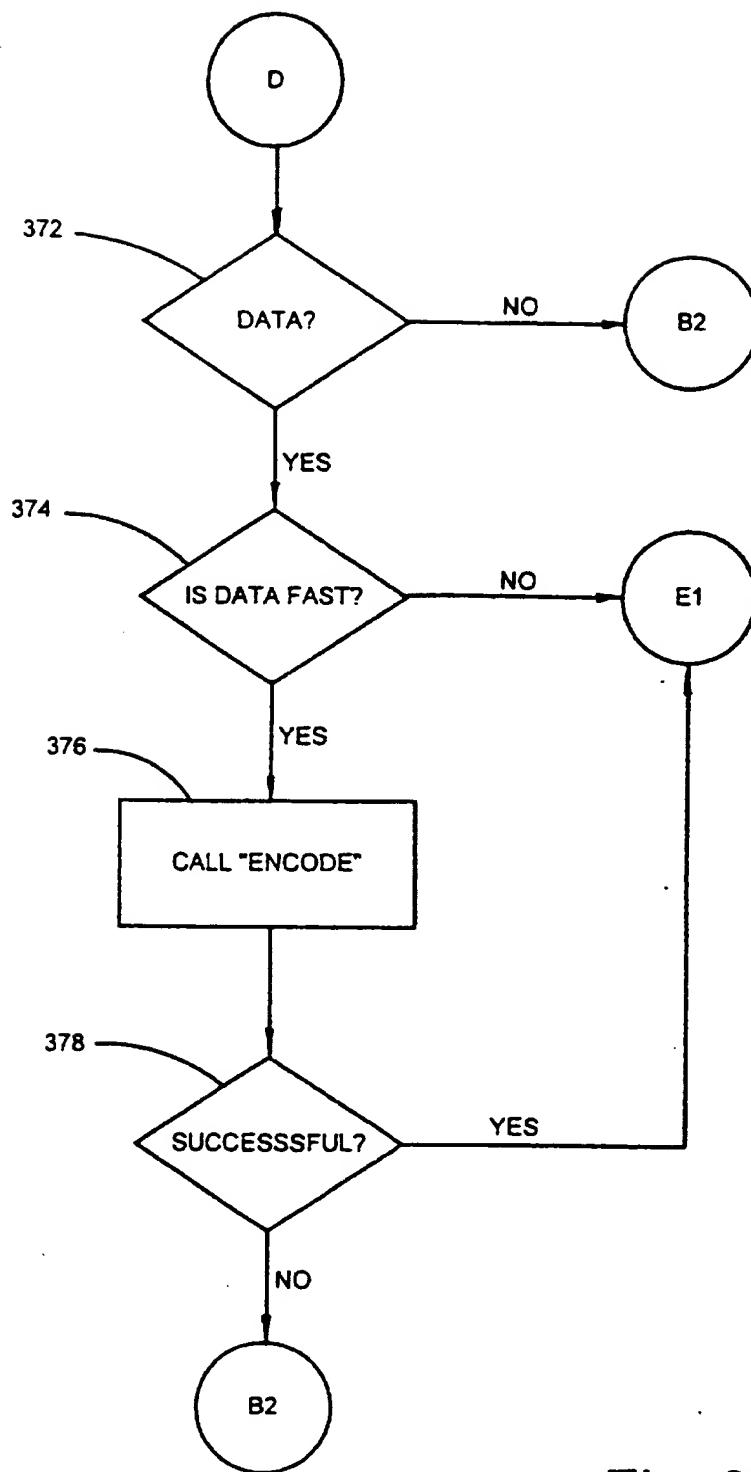 D
372
DATA?
NO
B2
YES
374
IS DATA FAST?
NO
E1
YES
376
CALL "ENCODE"
378
SUCCESSSFUL?
YES
NO
B2